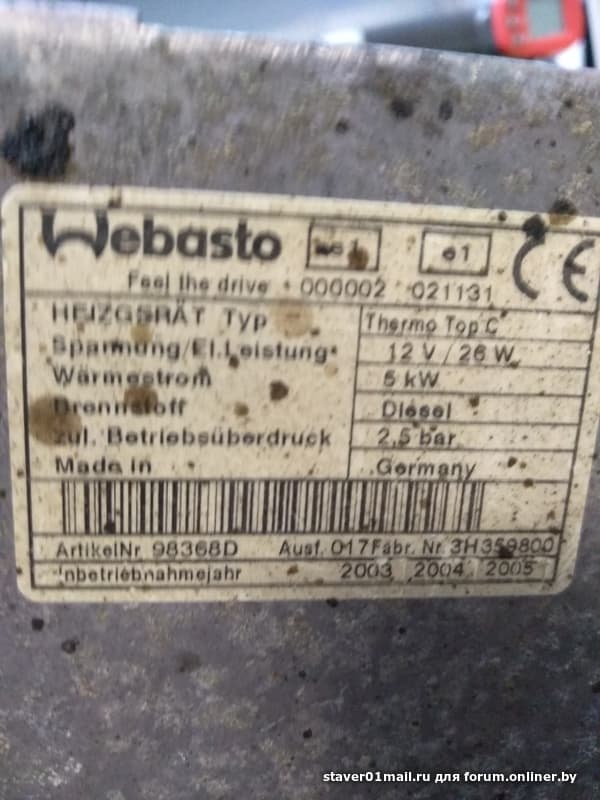 Webasto e1 e1 CE
Feel the drive 000002 021131
HEIZGERÄT Typ Thermo Top C
Spannung/El.Leistung 12 V / 26 W
Wärmestrom 5 kW
Brennstoff Diesel
zul. Betriebsüberdruck 2,5 bar
Made in Germany
ArtikelNr. 98368D Ausf. 017 Fabr. Nr. 3H359800
Inbetriebnahmejahr 2003 2004 2005
staver01mail.ru для forum.onliner.by